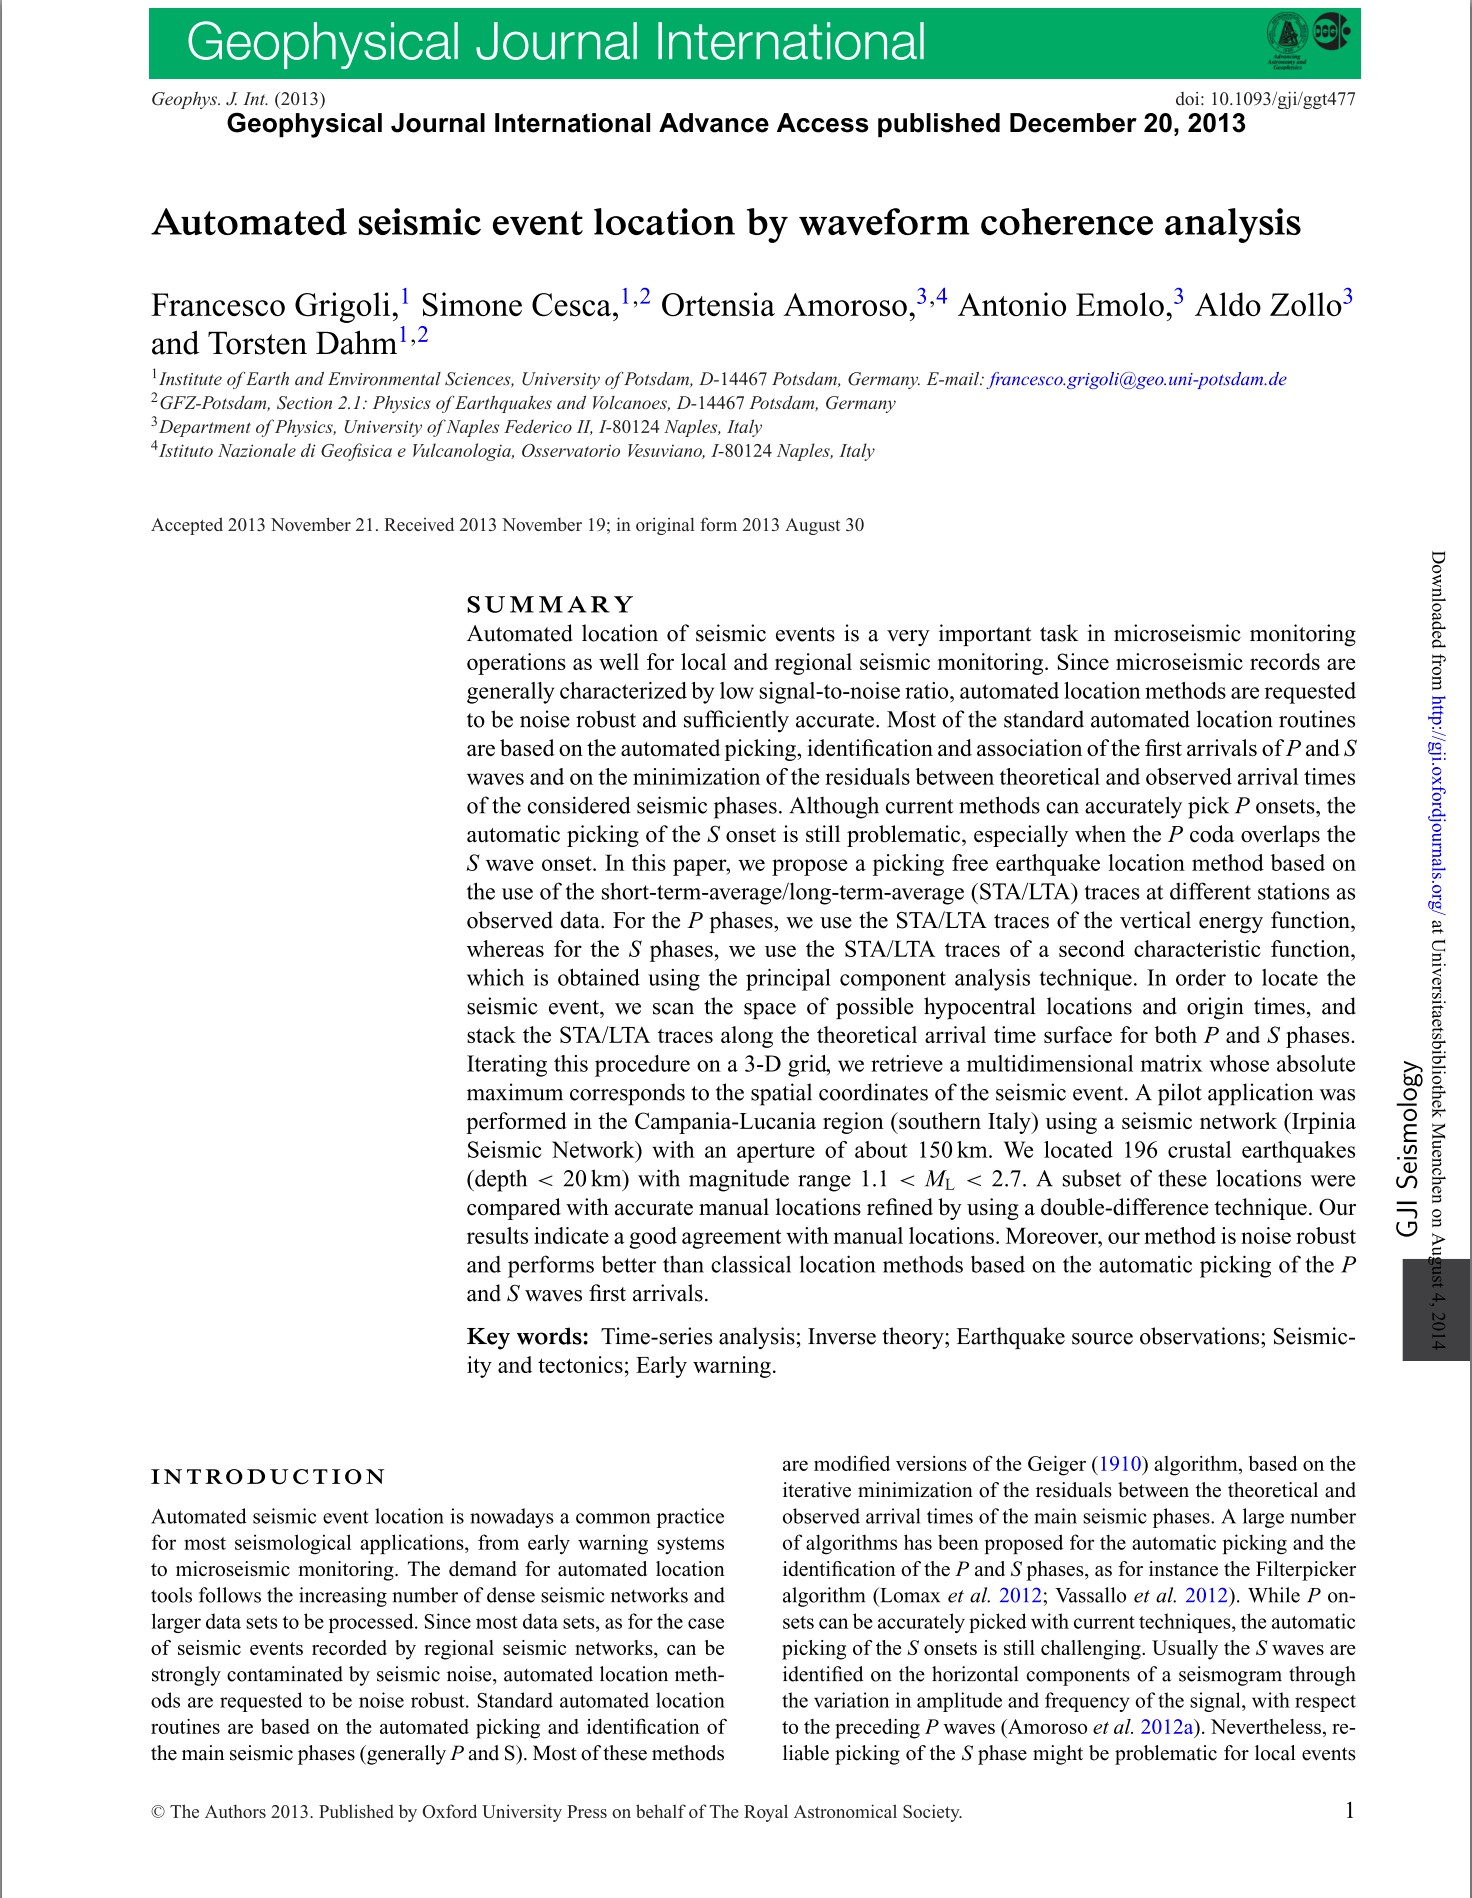 Geophysical Journal International
Advancing
Astronomy and
Geophysics
Geophys. J. Int. (2013)
doi: 10.1093/gji/ggt477
Geophysical Journal International Advance Access published December 20, 2013
Automated seismic event location by waveform coherence analysis
Francesco Grigoli,1 Simone Cesca,1,2 Ortensia Amoroso,3,4 Antonio Emolo,3 Aldo Zollo3
and Torsten Dahm1,2
1Institute of Earth and Environmental Sciences, University of Potsdam, D-14467 Potsdam, Germany. E-mail: francesco.grigoli@geo.uni-potsdam.de
2GFZ-Potsdam, Section 2.1: Physics of Earthquakes and Volcanoes, D-14467 Potsdam, Germany
3Department of Physics, University of Naples Federico II, I-80124 Naples, Italy
4Istituto Nazionale di Geofisica e Vulcanologia, Osservatorio Vesuviano, I-80124 Naples, Italy
Accepted 2013 November 21. Received 2013 November 19; in original form 2013 August 30
SUMMARY
Automated location of seismic events is a very important task in microseismic monitoring
operations as well for local and regional seismic monitoring. Since microseismic records are
generally characterized by low signal-to-noise ratio, automated location methods are requested
to be noise robust and sufficiently accurate. Most of the standard automated location routines
are based on the automated picking, identification and association of the first arrivals of P and S
waves and on the minimization of the residuals between theoretical and observed arrival times
of the considered seismic phases. Although current methods can accurately pick P onsets, the
automatic picking of the S onset is still problematic, especially when the P coda overlaps the
S wave onset. In this paper, we propose a picking free earthquake location method based on
the use of the short-term-average/long-term-average (STA/LTA) traces at different stations as
observed data. For the P phases, we use the STA/LTA traces of the vertical energy function,
whereas for the S phases, we use the STA/LTA traces of a second characteristic function,
which is obtained using the principal component analysis technique. In order to locate the
seismic event, we scan the space of possible hypocentral locations and origin times, and
stack the STA/LTA traces along the theoretical arrival time surface for both P and S phases.
Iterating this procedure on a 3-D grid, we retrieve a multidimensional matrix whose absolute
maximum corresponds to the spatial coordinates of the seismic event. A pilot application was
performed in the Campania-Lucania region (southern Italy) using a seismic network (Irpinia
Seismic Network) with an aperture of about 150 km. We located 196 crustal earthquakes
(depth < 20 km) with magnitude range 1.1 < ML < 2.7. A subset of these locations were
compared with accurate manual locations refined by using a double-difference technique. Our
results indicate a good agreement with manual locations. Moreover, our method is noise robust
and performs better than classical location methods based on the automatic picking of the P
and S waves first arrivals.
Key words: Time-series analysis; Inverse theory; Earthquake source observations; Seismic-
ity and tectonics; Early warning.
INTRODUCTION
Automated seismic event location is nowadays a common practice
for most seismological applications, from early warning systems
to microseismic monitoring. The demand for automated location
tools follows the increasing number of dense seismic networks and
larger data sets to be processed. Since most data sets, as for the case
of seismic events recorded by regional seismic networks, can be
strongly contaminated by seismic noise, automated location meth-
ods are requested to be noise robust. Standard automated location
routines are based on the automated picking and identification of
the main seismic phases (generally P and S). Most of these methods
are modified versions of the Geiger (1910) algorithm, based on the
iterative minimization of the residuals between the theoretical and
observed arrival times of the main seismic phases. A large number
of algorithms has been proposed for the automatic picking and the
identification of the P and S phases, as for instance the Filterpicker
algorithm (Lomax et al. 2012; Vassallo et al. 2012). While P on-
sets can be accurately picked with current techniques, the automatic
picking of the S onsets is still challenging. Usually the S waves are
identified on the horizontal components of a seismogram through
the variation in amplitude and frequency of the signal, with respect
to the preceding P waves (Amoroso et al. 2012a). Nevertheless, re-
liable picking of the S phase might be problematic for local events
© The Authors 2013. Published by Oxford University Press on behalf of The Royal Astronomical Society.
1
GJI Seismology
Downloaded from http://gji.oxfordjournals.org/ at Universitaetsbibliothek Muenchen on August 4, 2014